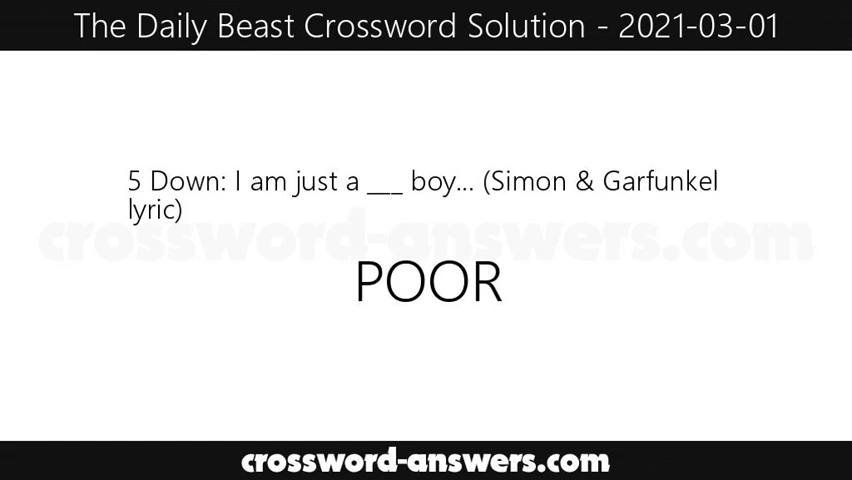 The Daily Beast Crossword Solution - 2021-03-01
5 Down: I am just a ___ boy... (Simon & Garfunkel
lyric)
crossword-answers.com
POOR
crossword-answers.com